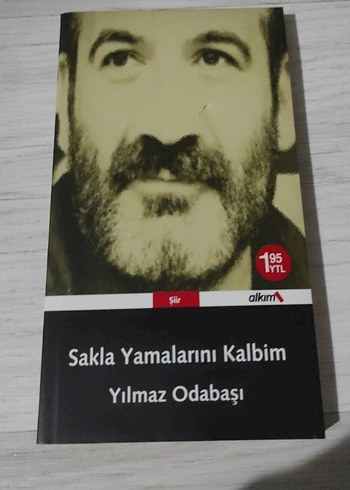 1.95
YTL
Şiir
alkım
Sakla Yamalarını Kalbim
Yılmaz Odabaşı